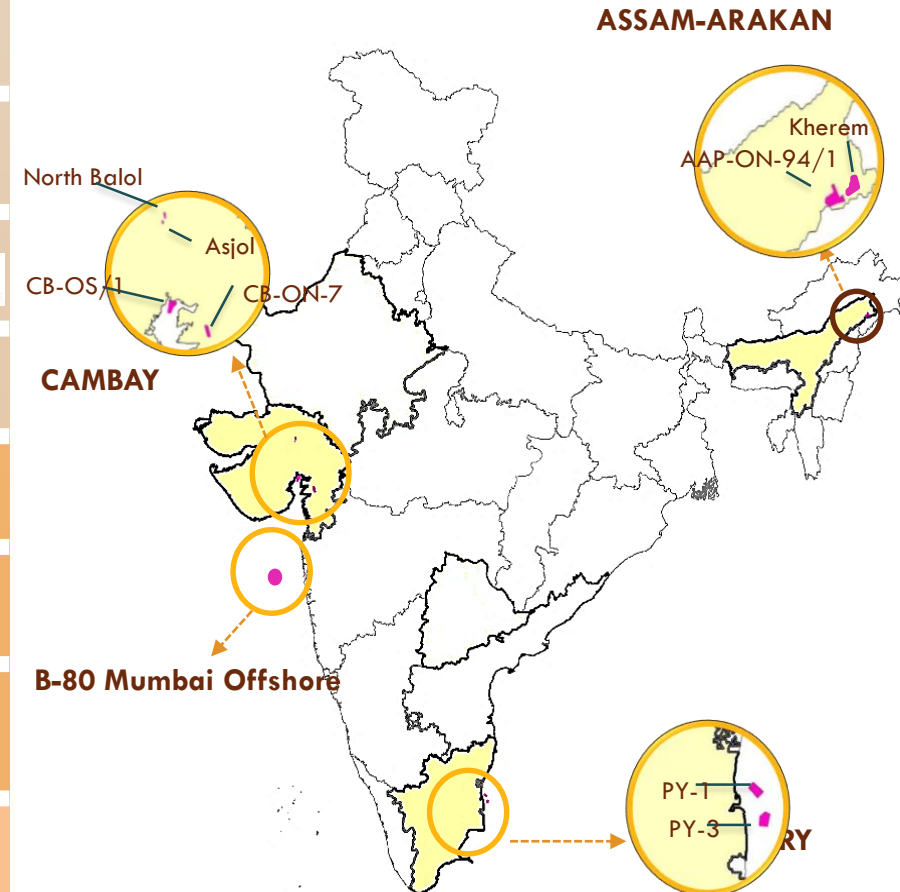 ASSAM-ARAKAN
Kherem
AAP-ON-94/1
North Balol
Asjol
CB-OS/1
CB-ON-7
CAMBAY
B-80 Mumbai Offshore
PY-1
PY-3
RY